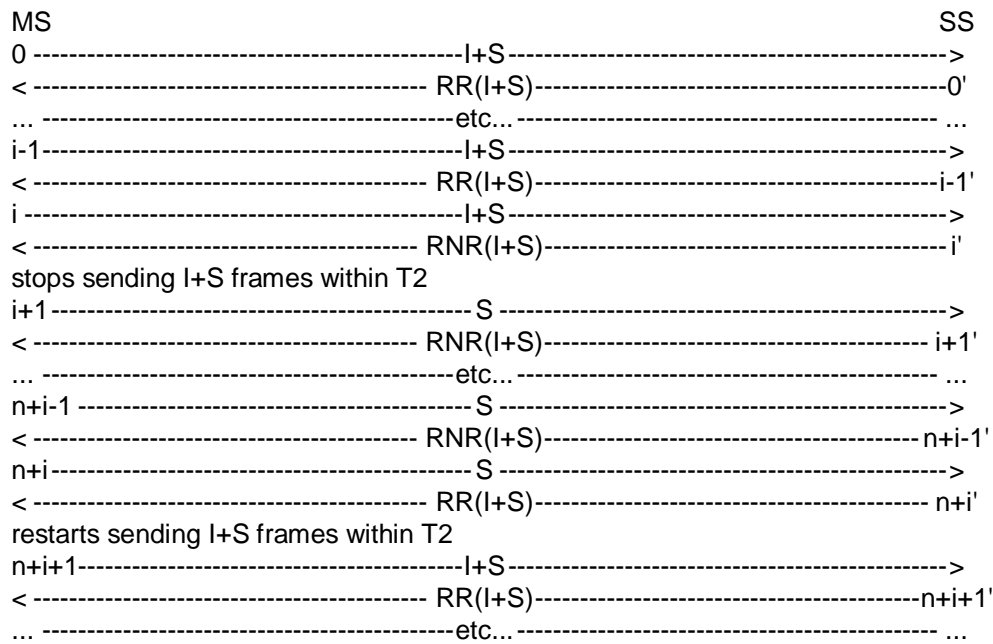 MS SS
0 -----------------------------------------------I+S------------------------------------------------>
< ------------------------------------------- RR(I+S)---------------------------------------------0'
... ---------------------------------------------etc... ---------------------------------------------- ...
i-1----------------------------------------------I+S------------------------------------------------>
< ------------------------------------------- RR(I+S)--------------------------------------------i-1'
i ------------------------------------------------I+S------------------------------------------------>
< ------------------------------------------ RNR(I+S)-------------------------------------------- i'
stops sending I+S frames within T2
i+1---------------------------------------------- S ------------------------------------------------->
< ------------------------------------------ RNR(I+S)------------------------------------------ i+1'
... ---------------------------------------------etc... ---------------------------------------------- ...
n+i-1 ------------------------------------------- S ------------------------------------------------->
< ------------------------------------------ RNR(I+S)----------------------------------------- n+i-1'
n+i---------------------------------------------- S ------------------------------------------------->
< ------------------------------------------- RR(I+S)------------------------------------------- n+i'
restarts sending I+S frames within T2
n+i+1------------------------------------------I+S------------------------------------------------>
< ------------------------------------------- RR(I+S)------------------------------------------n+i+1'
... ---------------------------------------------etc... ---------------------------------------------- ...